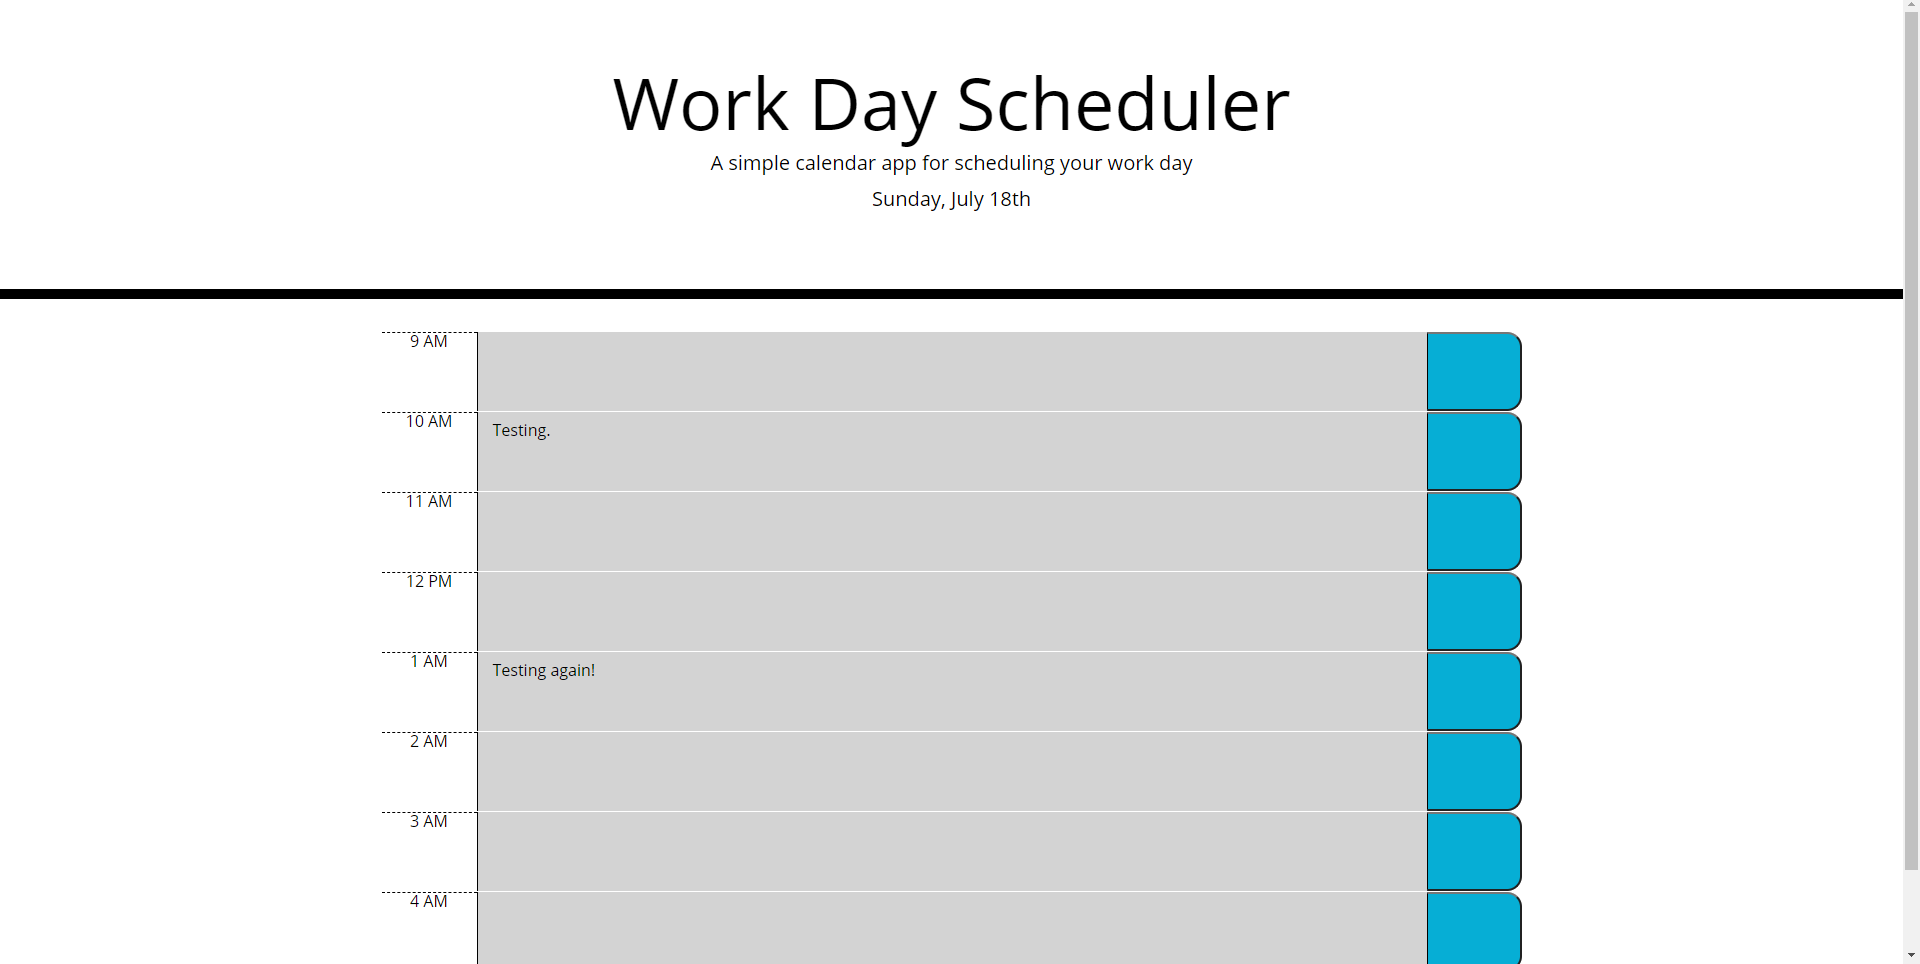 Work Day Scheduler
A simple calendar app for scheduling your work day
Sunday, July 18th
9 AM
10 AM
Testing.
11 AM
12 PM
1 AM
Testing again!
2 AM
3 AM
4 AM